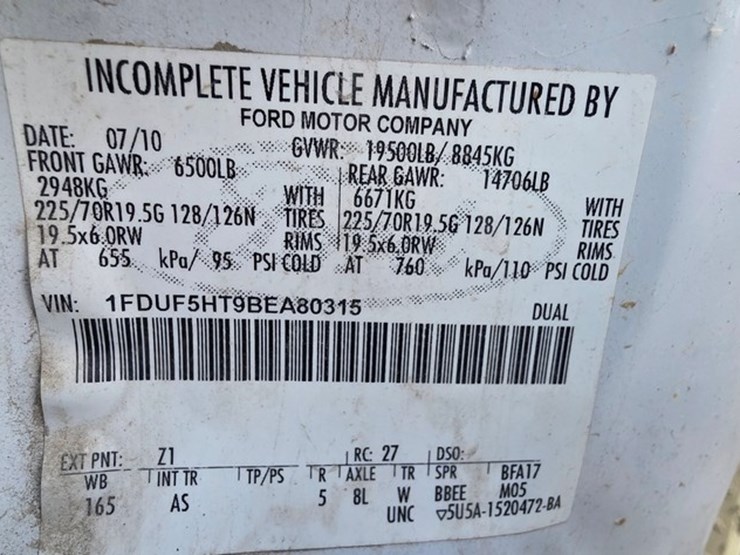 INCOMPLETE VEHICLE MANUFACTURED BY
FORD MOTOR COMPANY
DATE: 07/10 GVWR: 19500LB/ 8845KG
FRONT GAWR: 6500LB REAR GAWR: 14706LB
2948KG WITH 6671KG WITH
225/70R19.5G 128/126N TIRES 225/70R19.5G 128/126N TIRES
19.5x6.0RW RIMS 19.5x6.0RW RIMS
AT 655 kPa/ 95 PSI COLD AT 760 kPa/110 PSI COLD
VIN: 1FDUF5HT9BEA80315 DUAL
EXT PNT: Z1 RC: 27 DSO:
WB INT TR TP/PS R AXLE TR SPR BFA17
165 AS 5 8L W BBEE M05
UNC ▽5U5A-1520472-BA